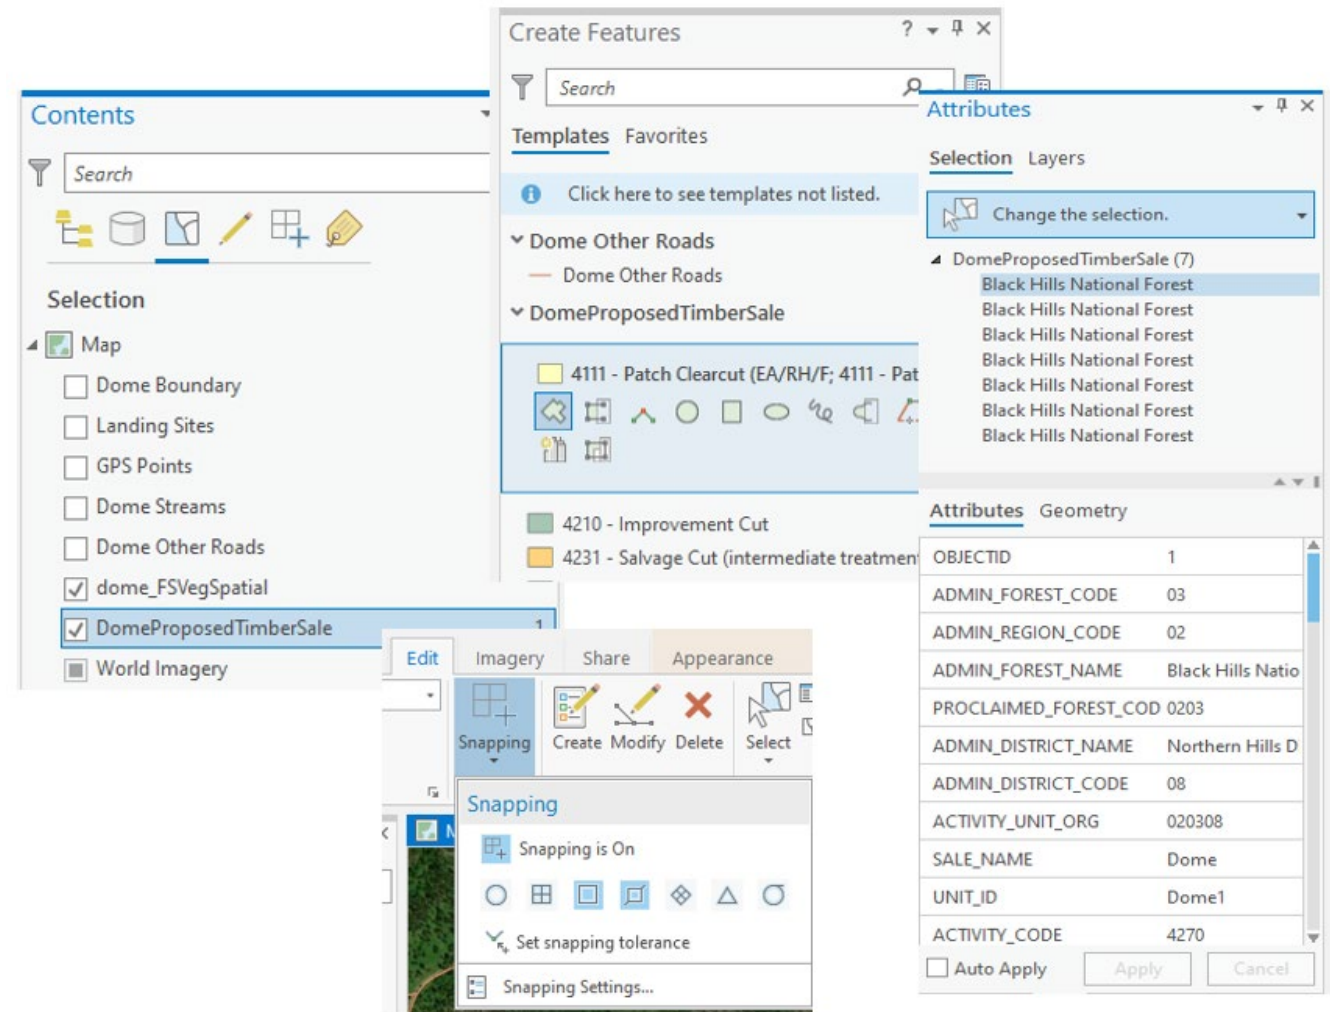 Create Features
?
Search
Templates Favorites
Click here to see templates not listed.
Dome Other Roads
Dome Other Roads
DomeProposedTimberSale
4111 - Patch Clearcut (EA/RH/F; 4111 - Pat
4210 - Improvement Cut
4231 - Salvage Cut (intermediate treatment
Contents
Search
Selection
Map
Dome Boundary
Landing Sites
GPS Points
Dome Streams
Dome Other Roads
dome_FSVegSpatial
DomeProposedTimberSale 1
World Imagery
Attributes
Selection Layers
Change the selection.
DomeProposedTimberSale (7)
Black Hills National Forest
Black Hills National Forest
Black Hills National Forest
Black Hills National Forest
Black Hills National Forest
Black Hills National Forest
Black Hills National Forest
Attributes Geometry
OBJECTID 1
ADMIN_FOREST_CODE 03
ADMIN_REGION_CODE 02
ADMIN_FOREST_NAME Black Hills Natio
PROCLAIMED_FOREST_COD 0203
ADMIN_DISTRICT_NAME Northern Hills D
ADMIN_DISTRICT_CODE 08
ACTIVITY_UNIT_ORG 020308
SALE_NAME Dome
UNIT_ID Dome1
ACTIVITY_CODE 4270
Auto Apply Apply Cancel
Edit Imagery Share Appearance
Snapping Create Modify Delete Select
Snapping
Snapping is On
Set snapping tolerance
Snapping Settings...